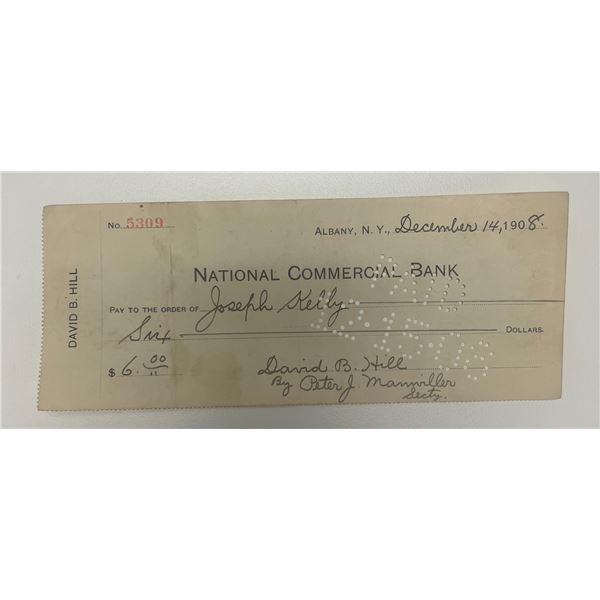 DAVID B. HILL
No. 5309
ALBANY, N. Y., December 14, 1908.
NATIONAL COMMERCIAL BANK
PAY TO THE ORDER OF Joseph Kelly
Six DOLLARS.
$ 6. 00
David B. Hill
By Peter J. Manwiller
Secty.